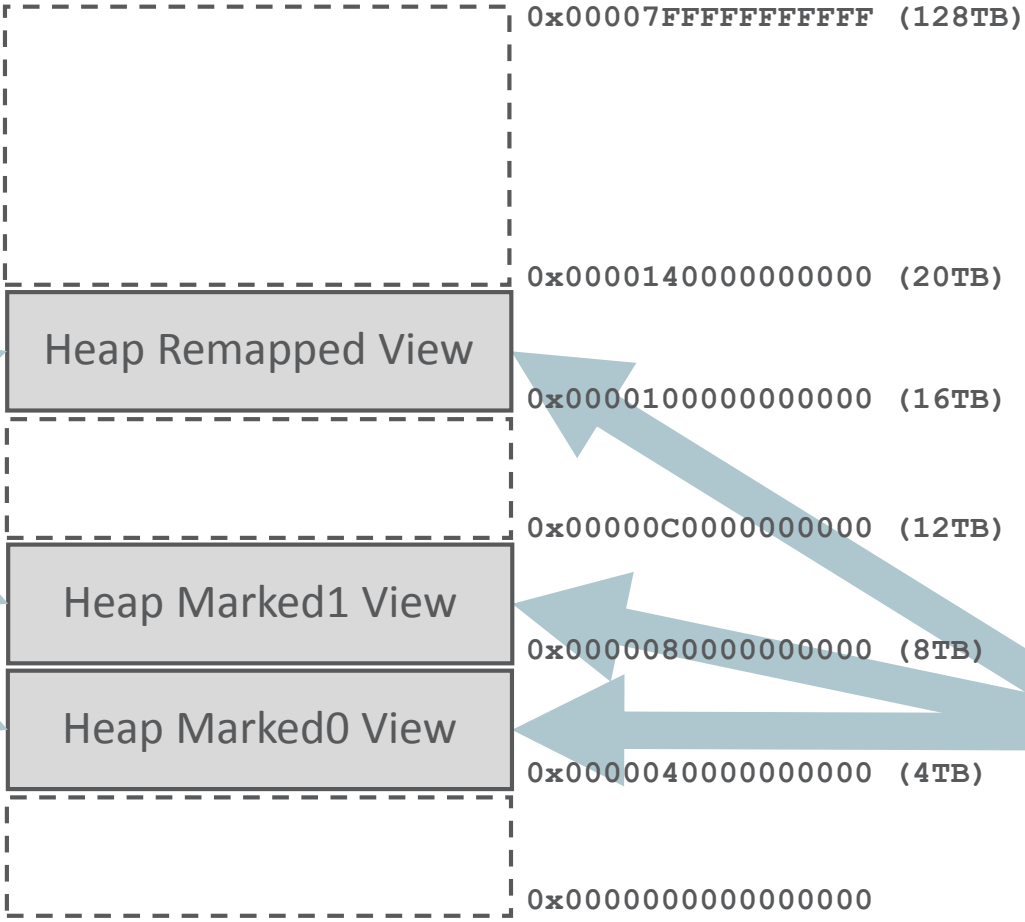 0x00007FFFFFFFFFFF (128TB)
0x0000140000000000 (20TB)
Heap Remapped View
0x0000100000000000 (16TB)
0x00000C0000000000 (12TB)
Heap Marked1 View
0x0000080000000000 (8TB)
Heap Marked0 View
0x0000040000000000 (4TB)
0x0000000000000000